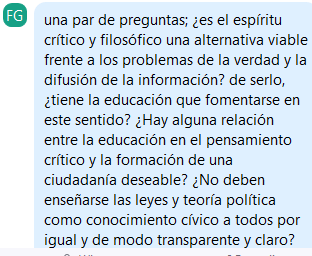 FG
una par de preguntas; ¿es el espíritu
crítico y filosófico una alternativa viable
frente a los problemas de la verdad y la
difusión de la información? de serlo,
¿tiene la educación que fomentarse en
este sentido? ¿Hay alguna relación
entre la educación en el pensamiento
crítico y la formación de una
ciudadanía deseable? ¿No deben
enseñarse las leyes y teoría política
como conocimiento cívico a todos por
igual y de modo transparente y claro?